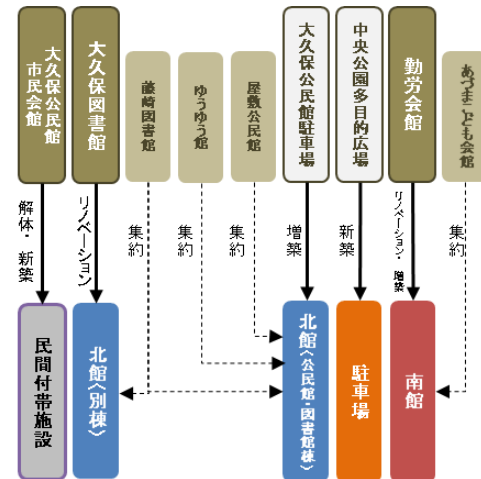 大久保公民館
市民会館
大久保図書館
藤崎図書館
ゆうゆう館
屋敷公民館
大久保公民館駐車場
中央公園多目的広場
勤労会館
あづまこども会館
解体・新築
リノベーション
集約
集約
集約
増築
新築
リノベーション・増築
集約
民間付帯施設
北館〈別棟〉
北館〈公民館・図書館棟〉
駐車場
南館